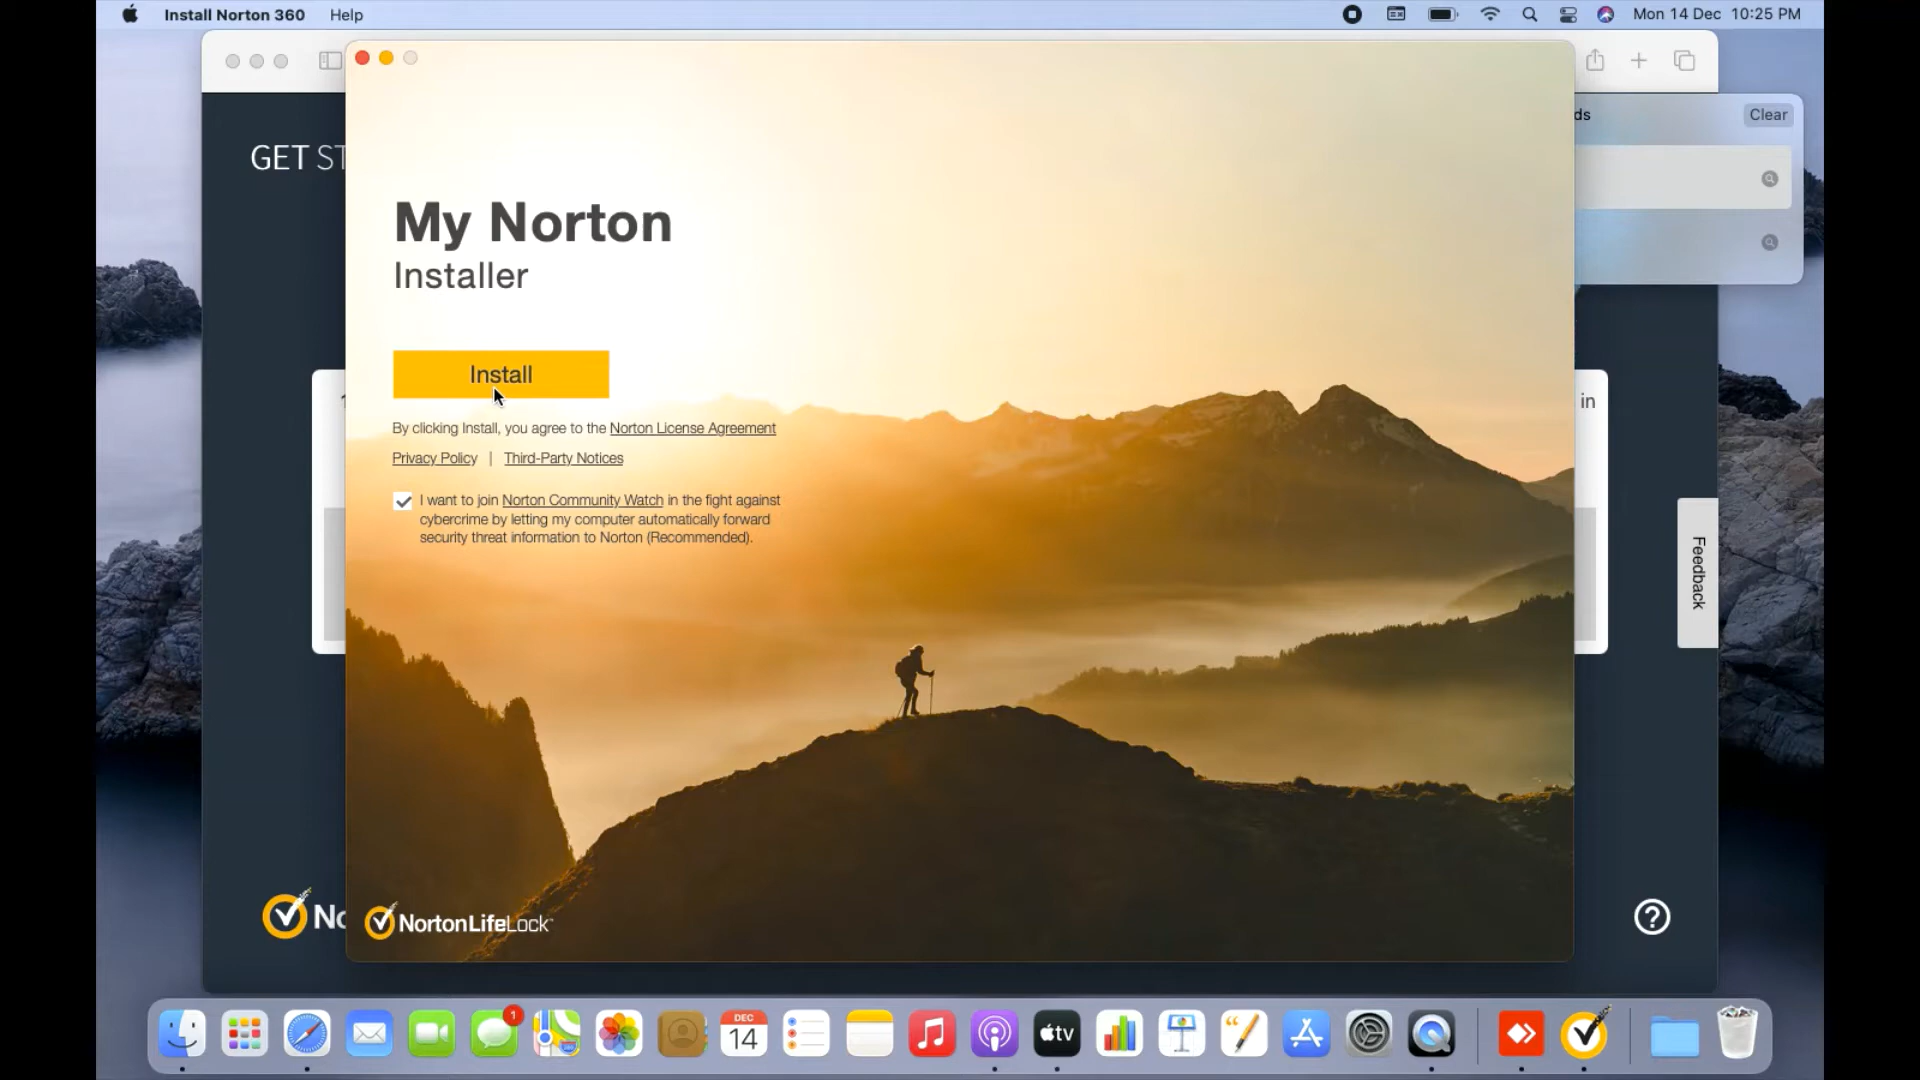 Install Norton 360 Help
Mon 14 Dec 10:25 PM
ds Clear
GET ST
My Norton
Installer
Install
By clicking Install, you agree to the Norton License Agreement
Privacy Policy | Third-Party Notices
I want to join Norton Community Watch in the fight against
cybercrime by letting my computer automatically forward
security threat information to Norton (Recommended).
in
Feedback
No
NortonLifeLock
1
DEC
14
tv